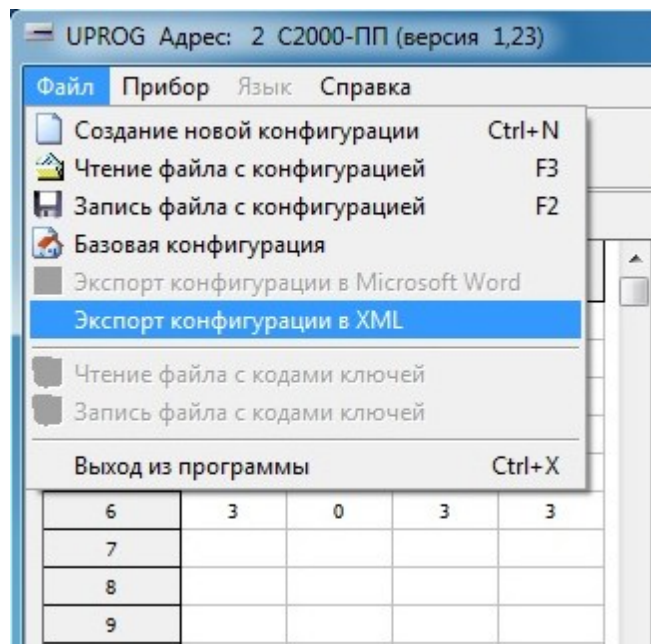 UPROG Адрес: 2 С2000-ПП (версия 1,23)
Файл Прибор Язык Справка
Создание новой конфигурации Ctrl+N
Чтение файла с конфигурацией F3
Запись файла с конфигурацией F2
Базовая конфигурация
Экспорт конфигурации в Microsoft Word
Экспорт конфигурации в XML
Чтение файла с кодами ключей
Запись файла с кодами ключей
Выход из программы Ctrl+X
6 3 0 3 3
7
8
9